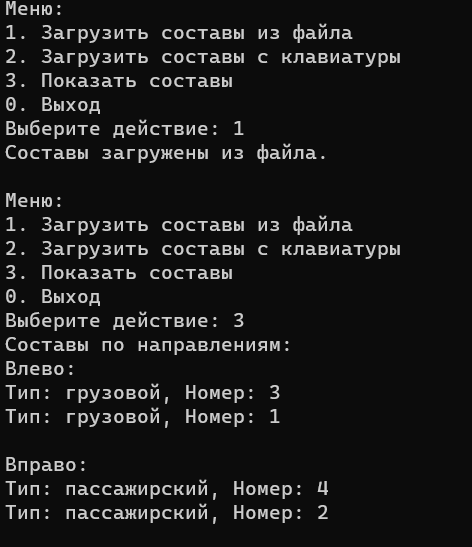 Меню:
1. Загрузить составы из файла
2. Загрузить составы с клавиатуры
3. Показать составы
0. Выход
Выберите действие: 1
Составы загружены из файла.
Меню:
1. Загрузить составы из файла
2. Загрузить составы с клавиатуры
3. Показать составы
0. Выход
Выберите действие: 3
Составы по направлениям:
Влево:
Тип: грузовой, Номер: 3
Тип: грузовой, Номер: 1
Вправо:
Тип: пассажирский, Номер: 4
Тип: пассажирский, Номер: 2